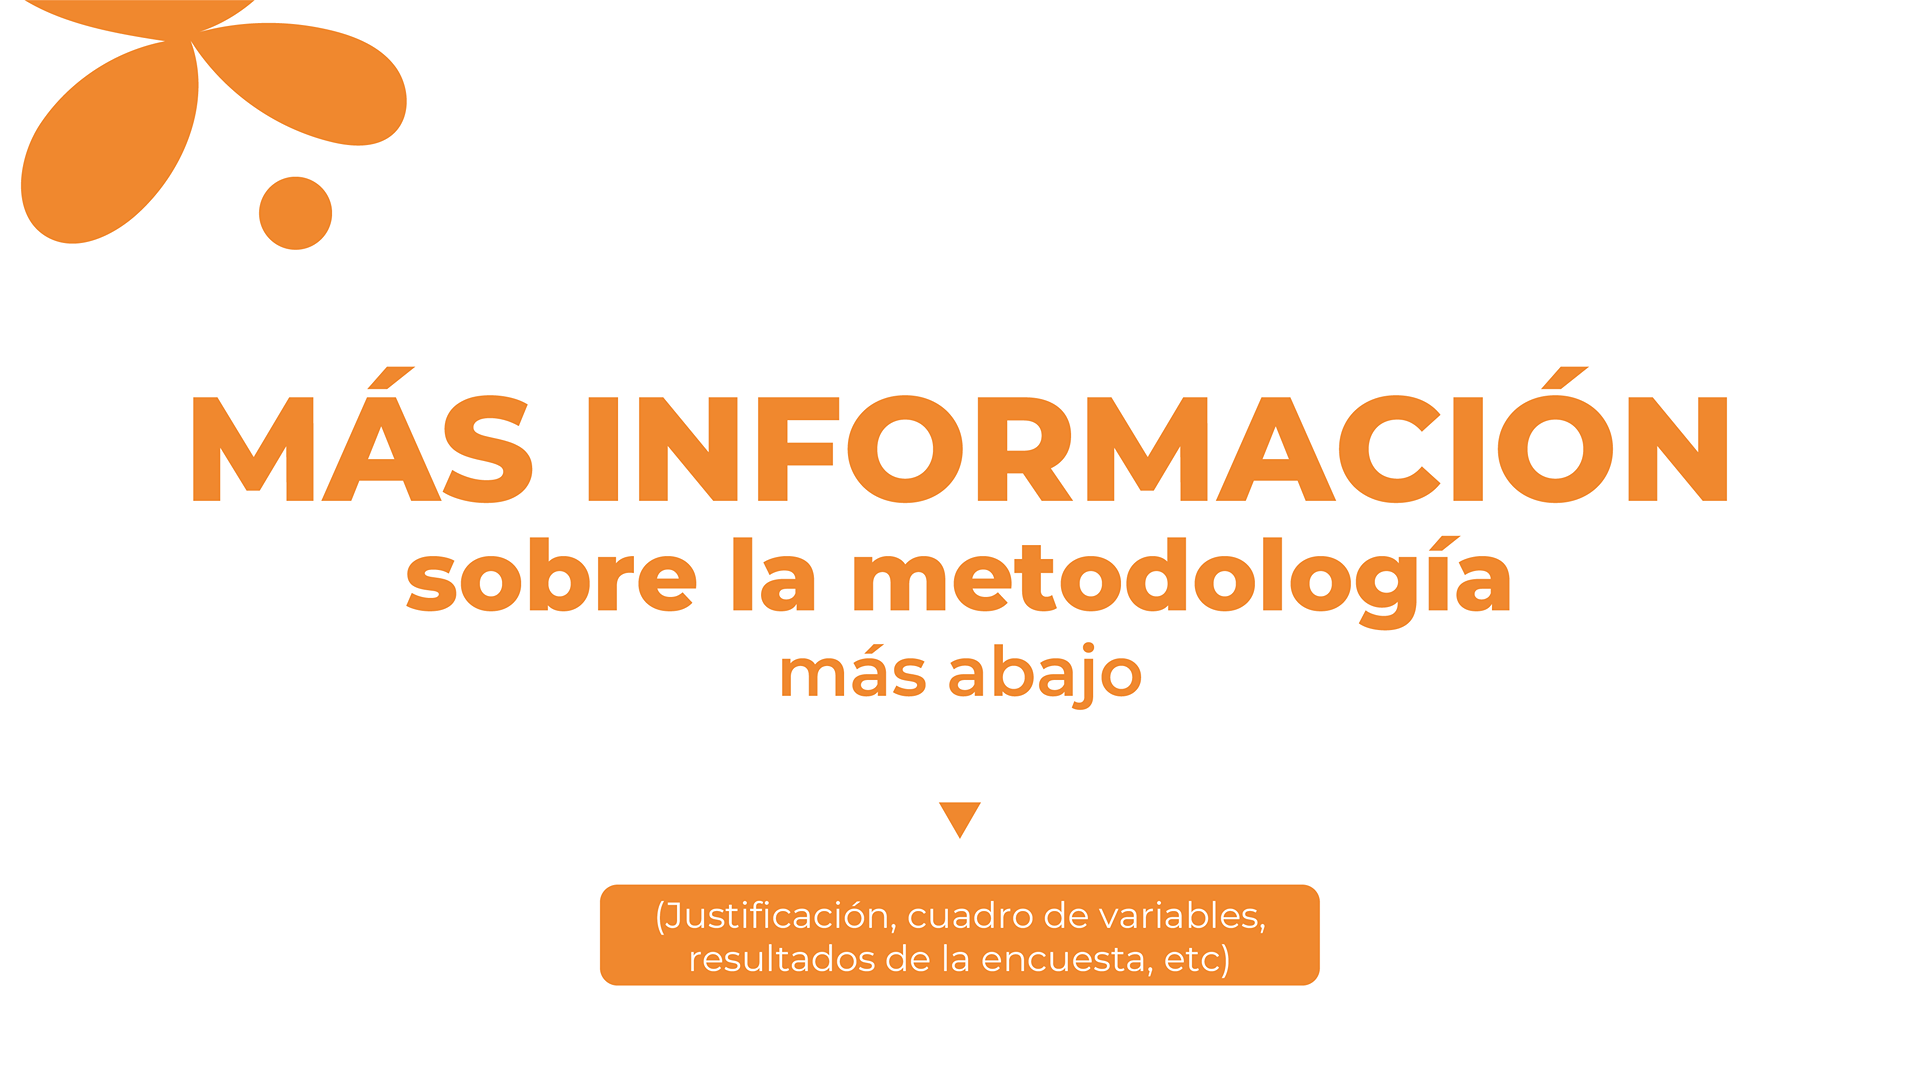 MÁS INFORMACIÓN
sobre la metodología
más abajo
(Justificación, cuadro de variables,
resultados de la encuesta, etc)